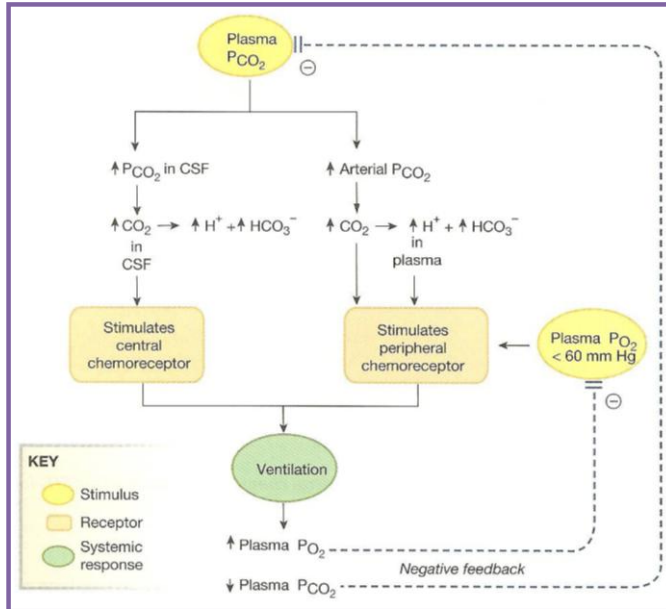 Plasma
PCO2
⊖
↑PCO2 in CSF
↑ Arterial PCO2
↑CO2 → ↑ H+ + ↑ HCO3−
in
CSF
↑ CO2 → ↑ H+ + ↑ HCO3−
in
plasma
Stimulates
central
chemoreceptor
Stimulates
peripheral
chemoreceptor
Plasma PO2
< 60 mm Hg
⊖
Ventilation
KEY
Stimulus
Receptor
Systemic
response
↑ Plasma PO2
Negative feedback
↓ Plasma PCO2